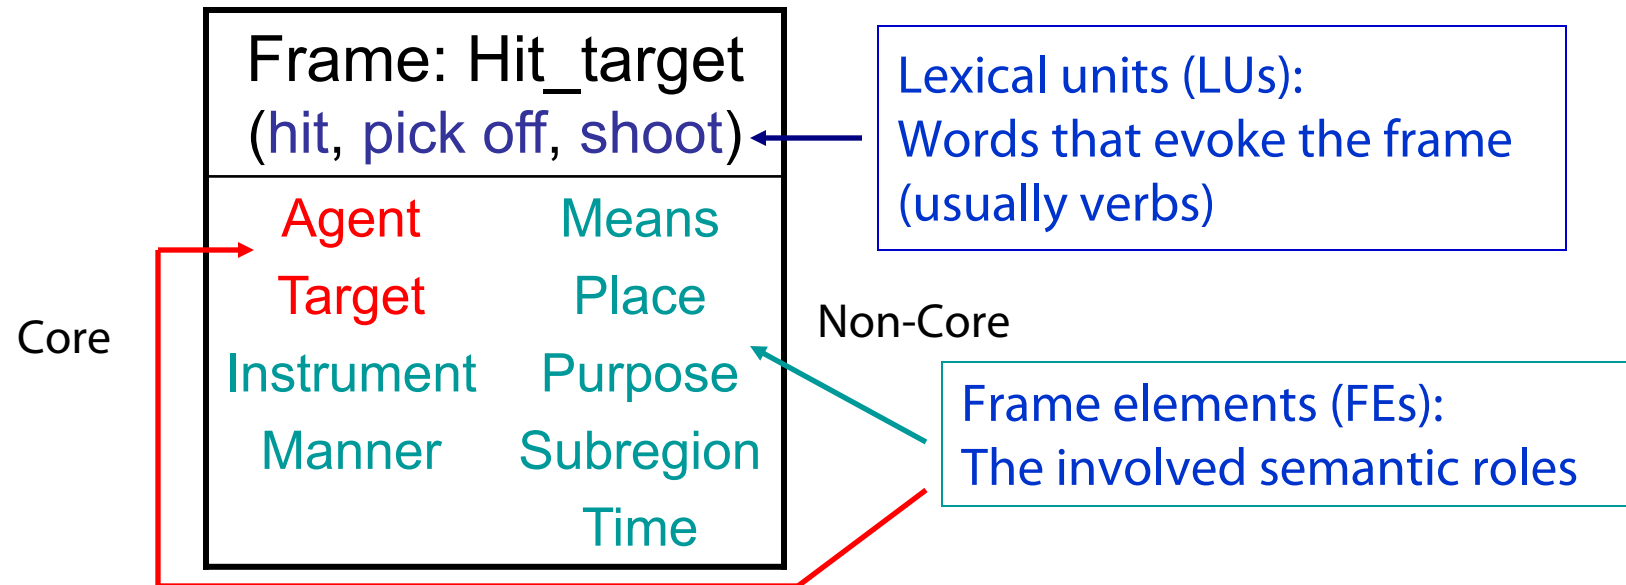 Frame: Hit_target
(hit, pick off, shoot)
Agent Means
Target Place
Instrument Purpose
Manner Subregion
Time
Core
Non-Core
Lexical units (LUs):
Words that evoke the frame
(usually verbs)
Frame elements (FEs):
The involved semantic roles